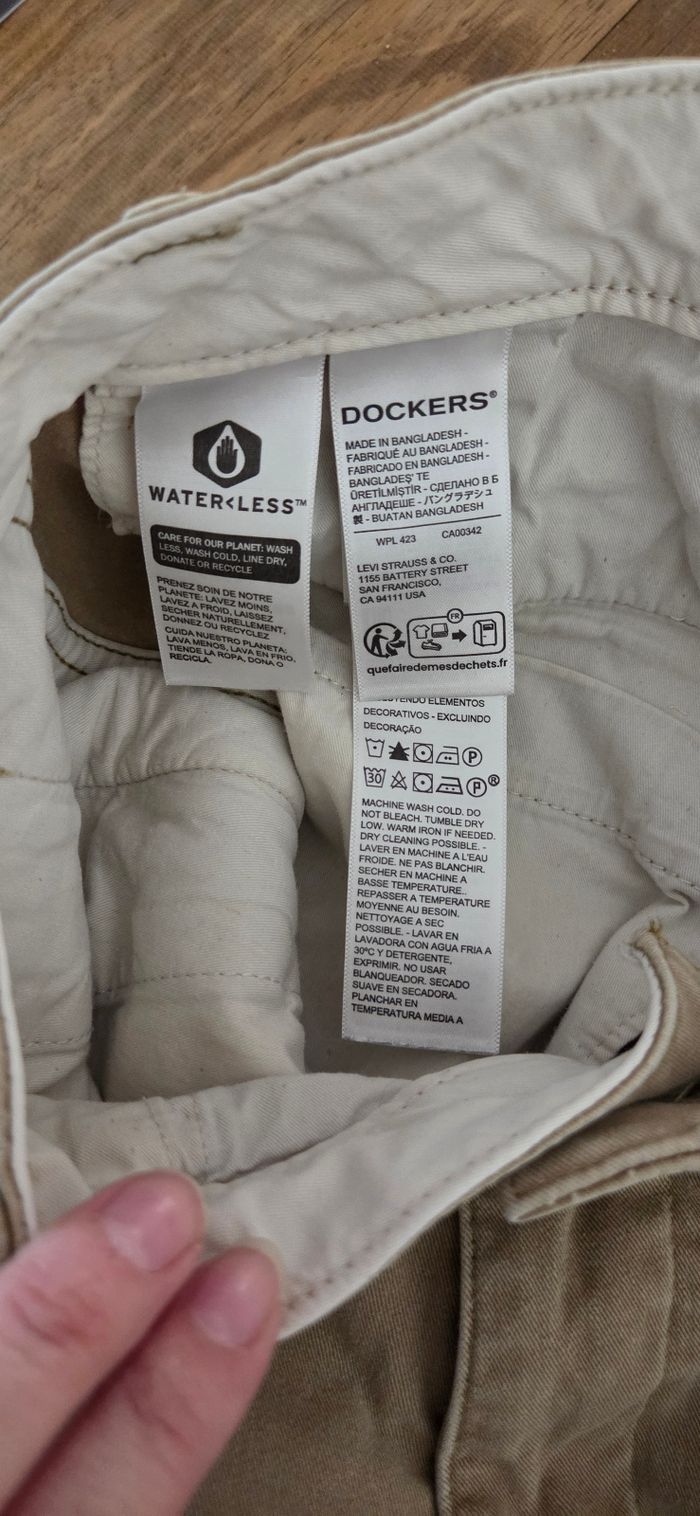 WATER<LESS™
CARE FOR OUR PLANET: WASH
LESS, WASH COLD, LINE DRY,
DONATE OR RECYCLE
PRENEZ SOIN DE NOTRE
PLANETE: LAVEZ MOINS,
LAVEZ A FROID, LAISSEZ
SECHER NATURELLEMENT,
DONNEZ OU RECYCLEZ
CUIDA NUESTRO PLANETA:
LAVA MENOS, LAVA EN FRIO,
TIENDE LA ROPA, DONA O
RECICLA.
DOCKERS®
MADE IN BANGLADESH -
FABRIQUÉ AU BANGLADESH -
FABRICADO EN BANGLADESH -
BANGLADEŞ' TE
ÜRETİLMİŞTİR - СДЕЛАНО В Б
АНГЛАДЕШЕ - バングラデシュ
製 - BUATAN BANGLADESH
WPL 423 CA00342
LEVI STRAUSS & CO.
1155 BATTERY STREET
SAN FRANCISCO,
CA 94111 USA
FR
quefairedemesdechets.fr
ELEMENTOS
DECORATIVOS - EXCLUINDO
DECORAÇÃO
P
30 P®
MACHINE WASH COLD. DO
NOT BLEACH. TUMBLE DRY
LOW. WARM IRON IF NEEDED.
DRY CLEANING POSSIBLE. -
LAVER EN MACHINE A L'EAU
FROIDE. NE PAS BLANCHIR.
SECHER EN MACHINE A
BASSE TEMPERATURE..
REPASSER A TEMPERATURE
MOYENNE AU BESOIN.
NETTOYAGE A SEC
POSSIBLE. - LAVAR EN
LAVADORA CON AGUA FRIA A
30ºC Y DETERGENTE,
EXPRIMIR. NO USAR
BLANQUEADOR. SECADO
SUAVE EN SECADORA.
PLANCHAR EN
TEMPERATURA MEDIA A